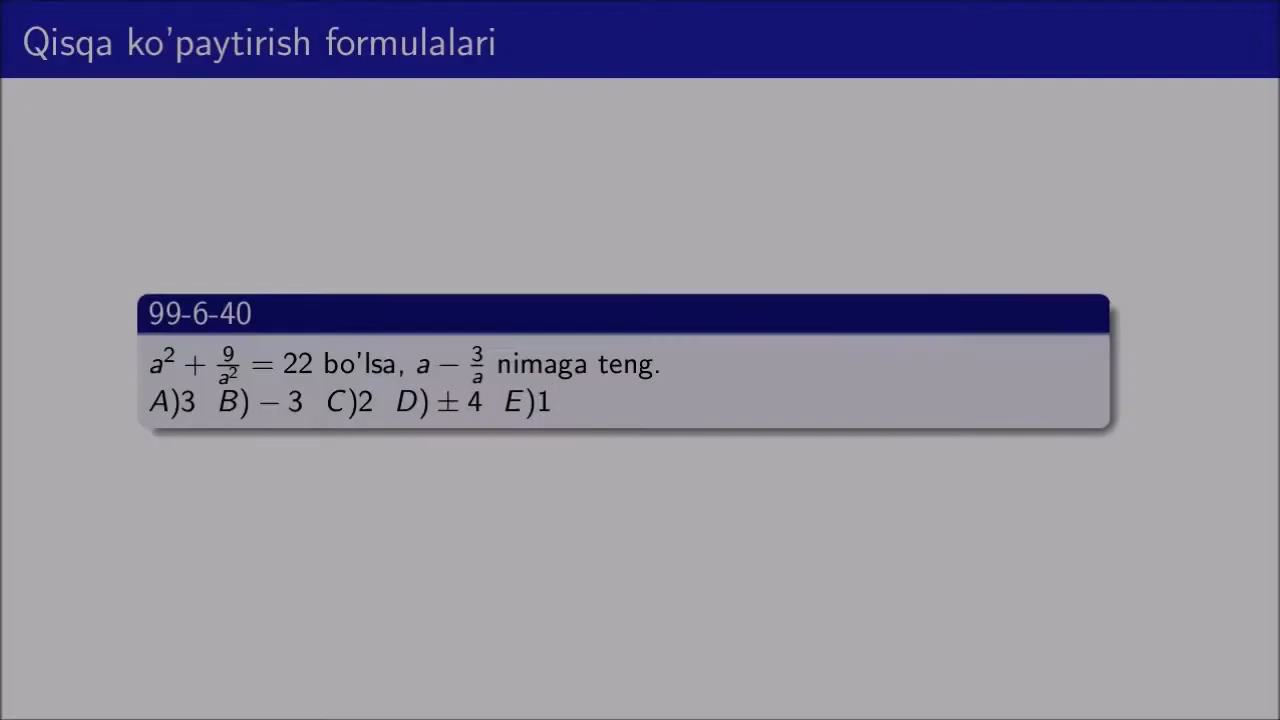 Qisqa ko'paytirish formulalari
99-6-40
a² + 9/a² = 22 bo'lsa, a − 3/a nimaga teng.
A)3 B) − 3 C)2 D) ± 4 E)1